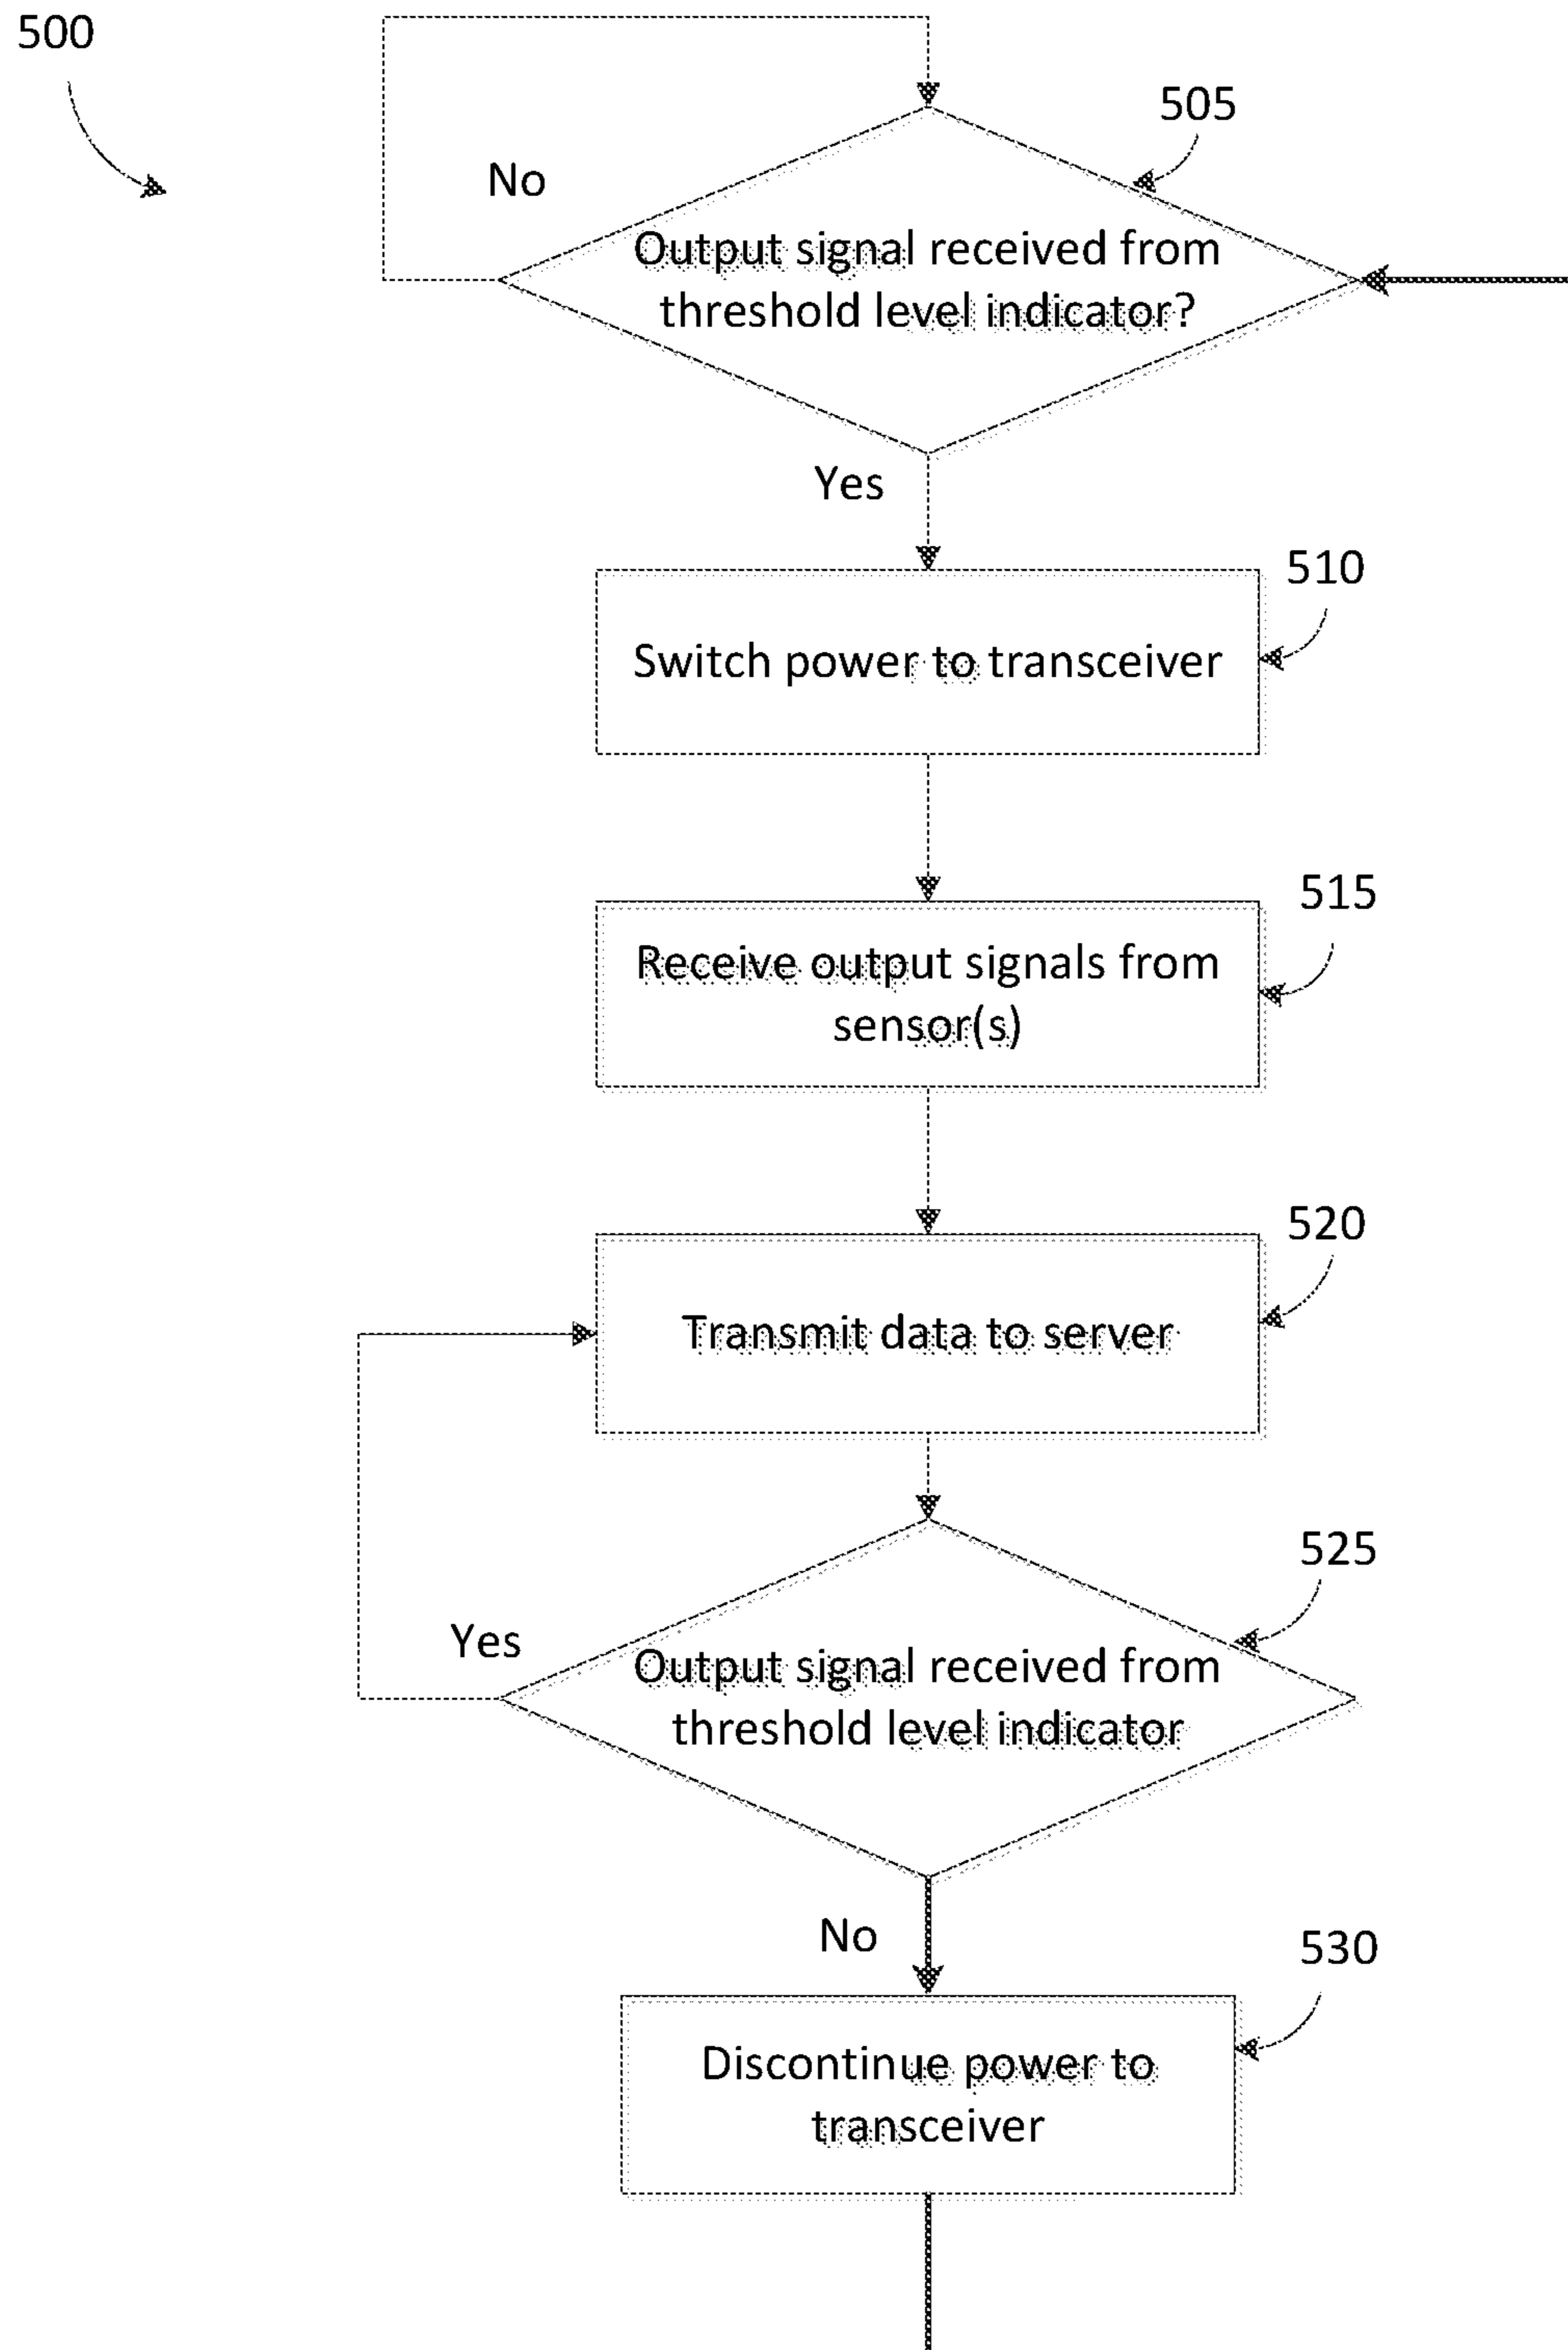 500
505
No
Output signal received from
threshold level indicator?
Yes
510
Switch power to transceiver
515
Receive output signals from
sensor(s)
520
Transmit data to server
525
Yes
Output signal received from
threshold level indicator
No
530
Discontinue power to
transceiver